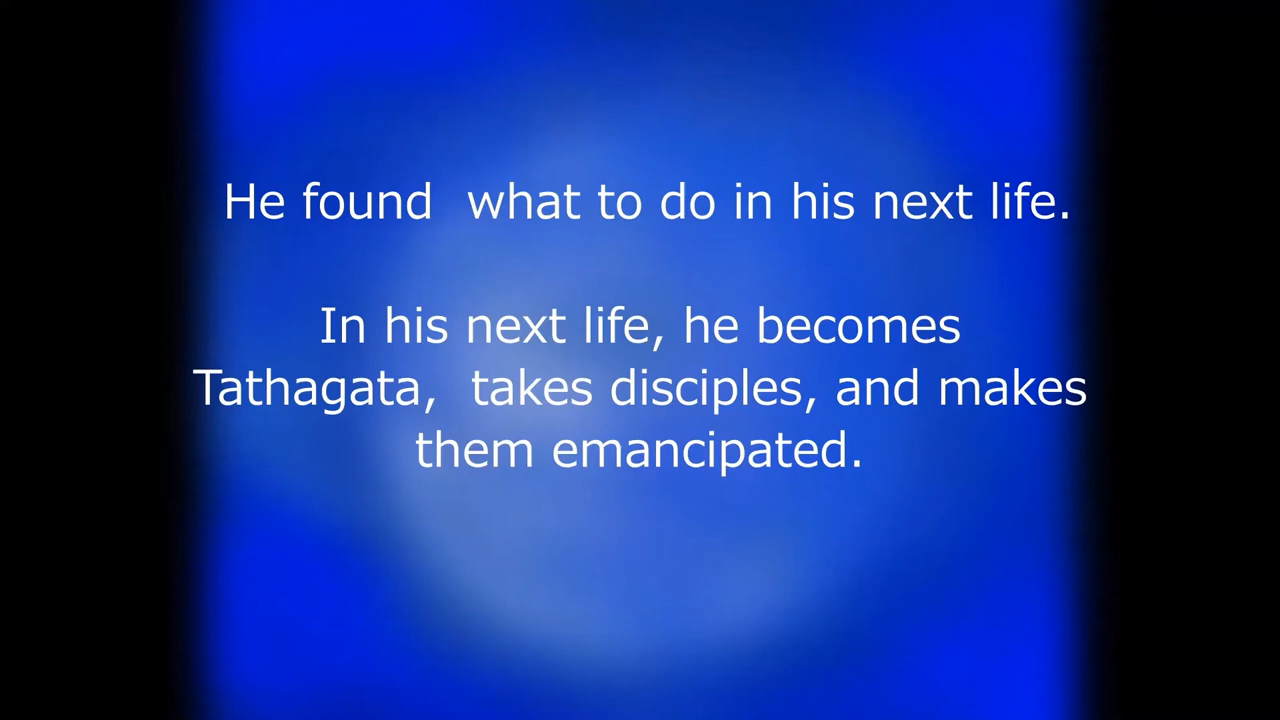 He found  what to do in his next life.
In his next life, he becomes
Tathagata,  takes disciples, and makes
them emancipated.